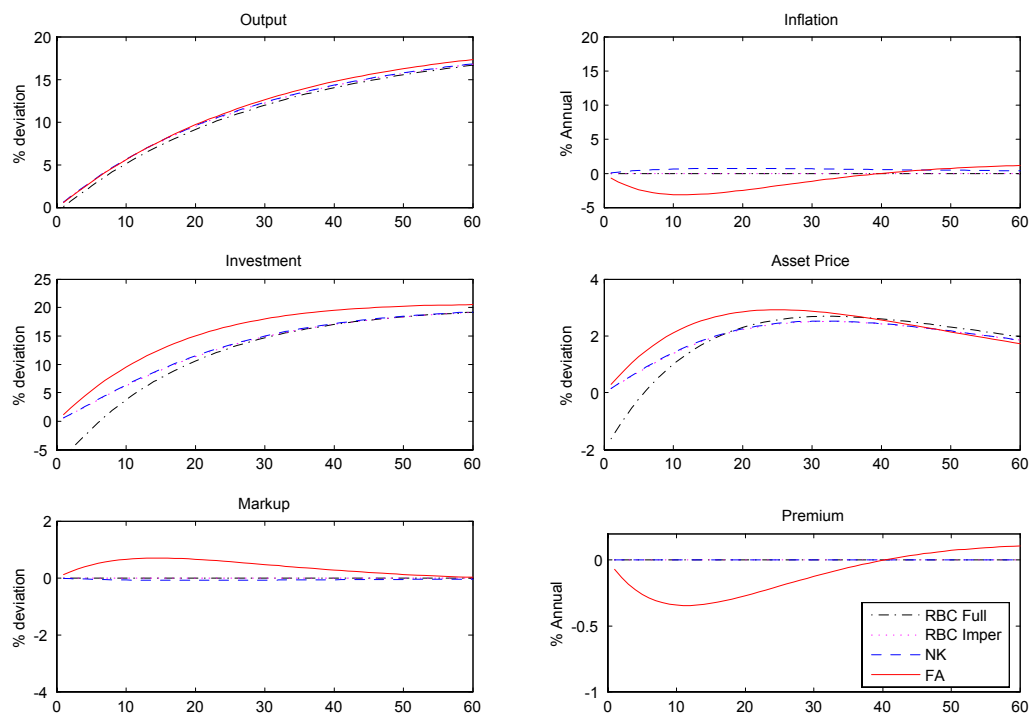 Output
% deviation
20
15
10
5
0
0 10 20 30 40 50 60
Inflation
% Annual
20
15
10
5
0
-5
0 10 20 30 40 50 60
Investment
% deviation
25
20
15
10
5
0
-5
0 10 20 30 40 50 60
Asset Price
% deviation
4
2
0
-2
0 10 20 30 40 50 60
Markup
% deviation
2
0
-2
-4
0 10 20 30 40 50 60
Premium
% Annual
0
-0.5
-1
0 10 20 30 40 50 60
RBC Full
RBC Imper
NK
FA